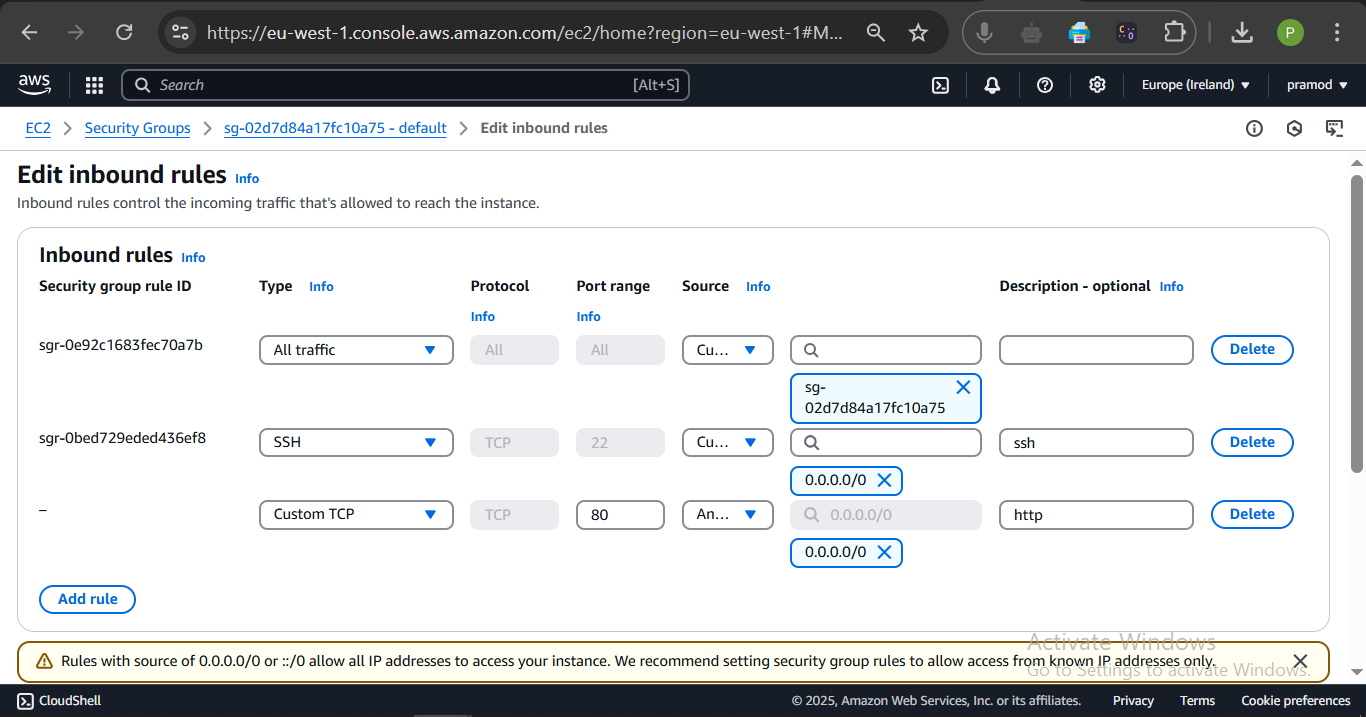 https://eu-west-1.console.aws.amazon.com/ec2/home?region=eu-west-1#M...
P
aws
Search
[Alt+S]
Europe (Ireland)
pramod
EC2
Security Groups
sg-02d7d84a17fc10a75 - default
Edit inbound rules
Edit inbound rules Info
Inbound rules control the incoming traffic that's allowed to reach the instance.
Inbound rules Info
Security group rule ID
Type Info
Protocol
Info
Port range
Info
Source Info
Description - optional Info
sgr-0e92c1683fec70a7b
All traffic
All
All
Cu...
sg-
02d7d84a17fc10a75
Delete
sgr-0bed729eded436ef8
SSH
TCP
22
Cu...
0.0.0.0/0
ssh
Delete
–
Custom TCP
TCP
80
An...
0.0.0.0/0
0.0.0.0/0
http
Delete
Add rule
Rules with source of 0.0.0.0/0 or ::/0 allow all IP addresses to access your instance. We recommend setting security group rules to allow access from known IP addresses only.
Activate Windows
Go to Settings to activate Windows.
CloudShell
© 2025, Amazon Web Services, Inc. or its affiliates.
Privacy
Terms
Cookie preferences